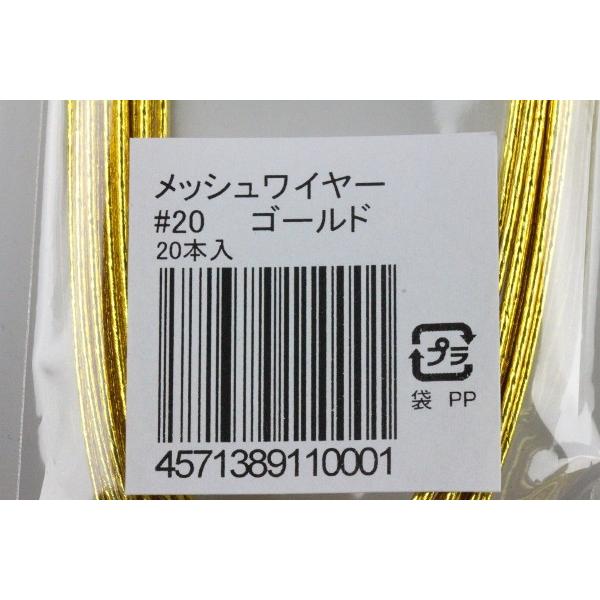 メッシュワイヤー
#20 ゴールド
20本入
4571389110001
プラ
袋 PP